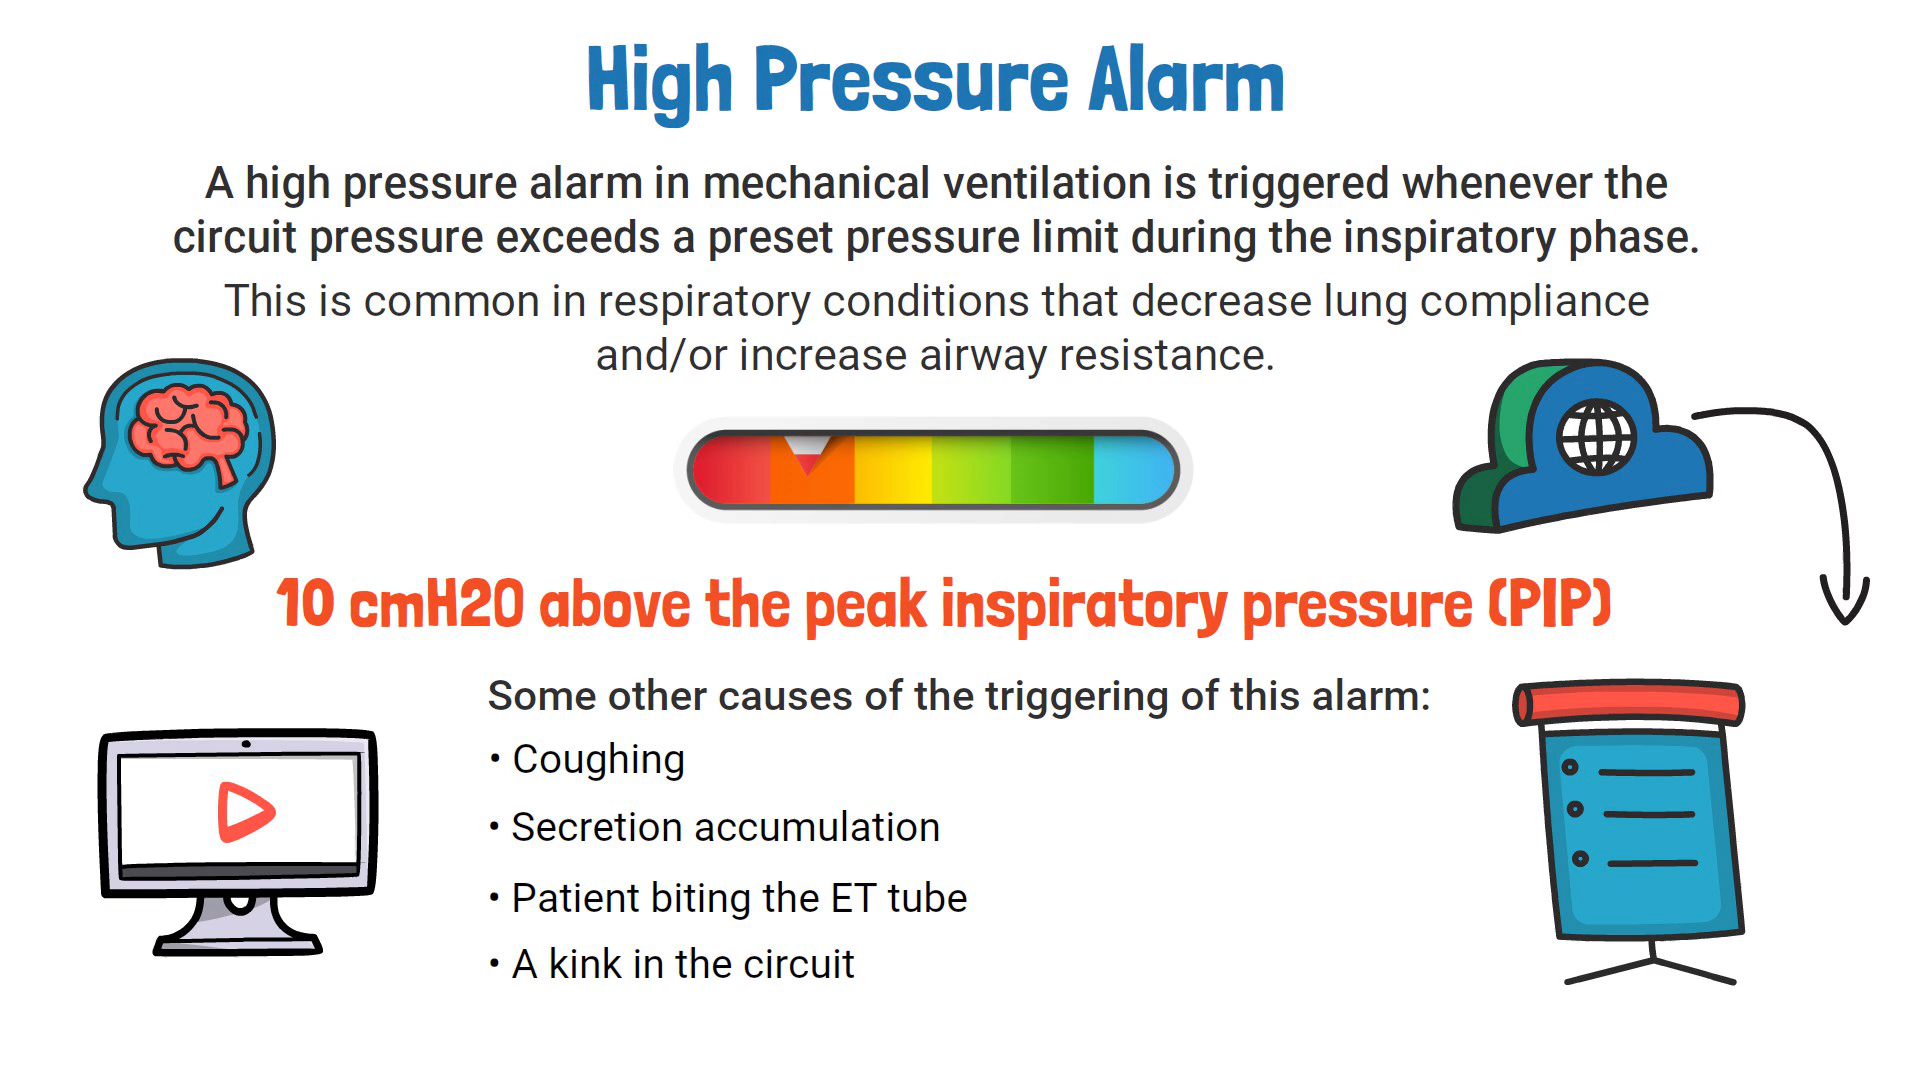 High Pressure Alarm
A high pressure alarm in mechanical ventilation is triggered whenever the
circuit pressure exceeds a preset pressure limit during the inspiratory phase.
This is common in respiratory conditions that decrease lung compliance
and/or increase airway resistance.
10 cmH20 above the peak inspiratory pressure (PIP)
Some other causes of the triggering of this alarm:
• Coughing
• Secretion accumulation
• Patient biting the ET tube
• A kink in the circuit